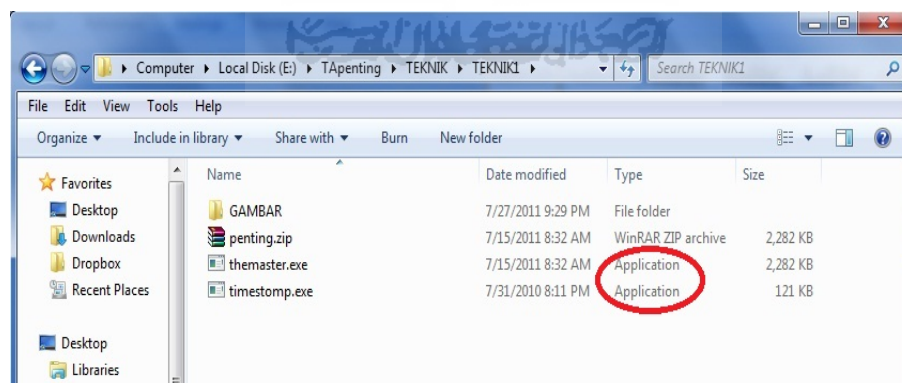 Computer ▸ Local Disk (E:) ▸ TApenting ▸ TEKNIK ▸ TEKNIK1 ▸ Search TEKNIK1
File Edit View Tools Help
Organize Include in library Share with Burn New folder
Favorites
Desktop
Downloads
Dropbox
Recent Places
Desktop
Libraries
Name Date modified Type Size
GAMBAR 7/27/2011 9:29 PM File folder
penting.zip 7/15/2011 8:32 AM WinRAR ZIP archive 2,282 KB
themaster.exe 7/15/2011 8:32 AM Application 2,282 KB
timestomp.exe 7/31/2010 8:11 PM Application 121 KB